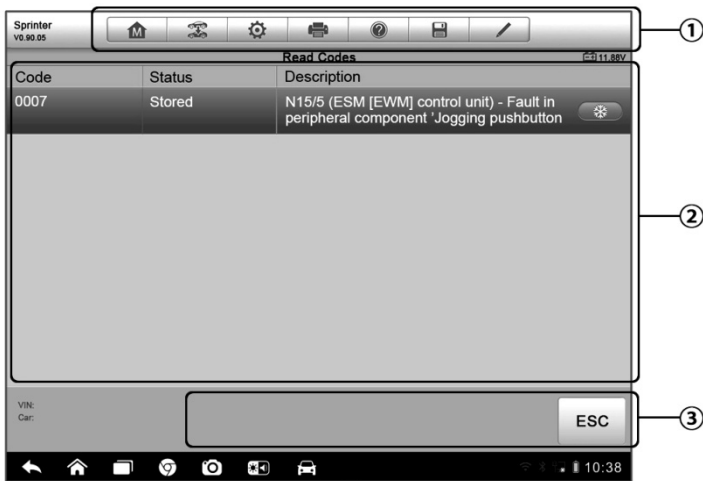 Sprinter
V0.90.05
M
①
Read Codes
11.88V
Code Status Description
0007 Stored N15/5 (ESM [EWM] control unit) - Fault in
peripheral component 'Jogging pushbutton
②
VIN:
Car:
ESC
③
10:38